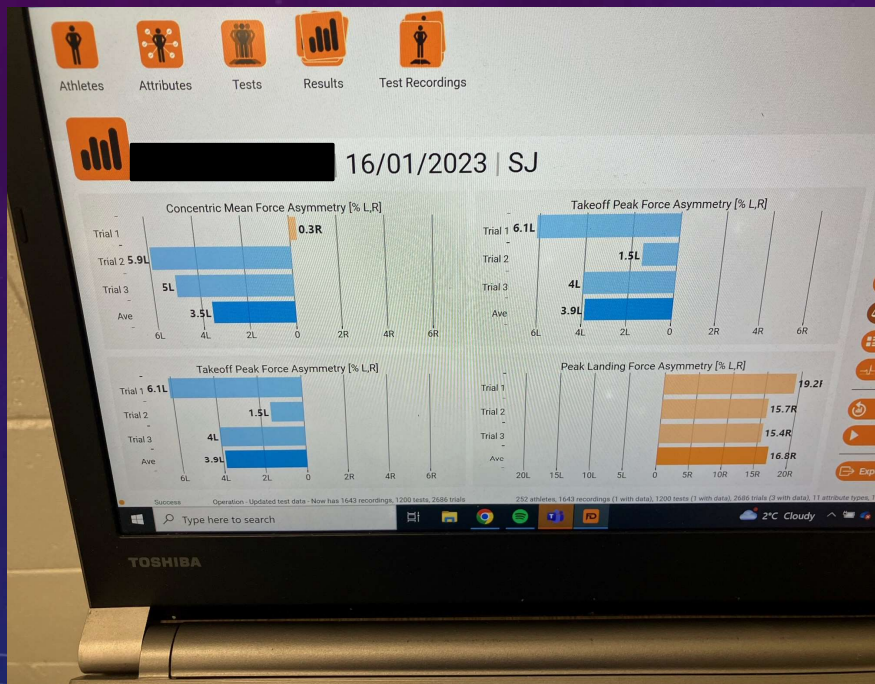 Athletes Attributes Tests Results Test Recordings
16/01/2023 | SJ
Concentric Mean Force Asymmetry [% L,R]
Trial 1 0.3R
Trial 2 5.9L
Trial 3 5L
Ave 3.5L
6L 4L 2L 0 2R 4R 6R
Takeoff Peak Force Asymmetry [% L,R]
Trial 1 6.1L
Trial 2 1.5L
Trial 3 4L
Ave 3.9L
6L 4L 2L 0 2R 4R 6R
Takeoff Peak Force Asymmetry [% L,R]
Trial 1 6.1L
Trial 2 1.5L
Trial 3 4L
Ave 3.9L
6L 4L 2L 0 2R 4R 6R
Peak Landing Force Asymmetry [% L,R]
Trial 1 19.2R
Trial 2 15.7R
Trial 3 15.4R
Ave 16.8R
20L 15L 10L 5L 0 5R 10R 15R 20R
Exp
Success Operation - Updated test data - Now has 1643 recordings, 1200 tests, 2686 trials 252 athletes, 1643 recordings (1 with data), 1200 tests (1 with data), 2686 trials (3 with data), 11 attribute types,
Type here to search
FD
2°C Cloudy
TOSHIBA